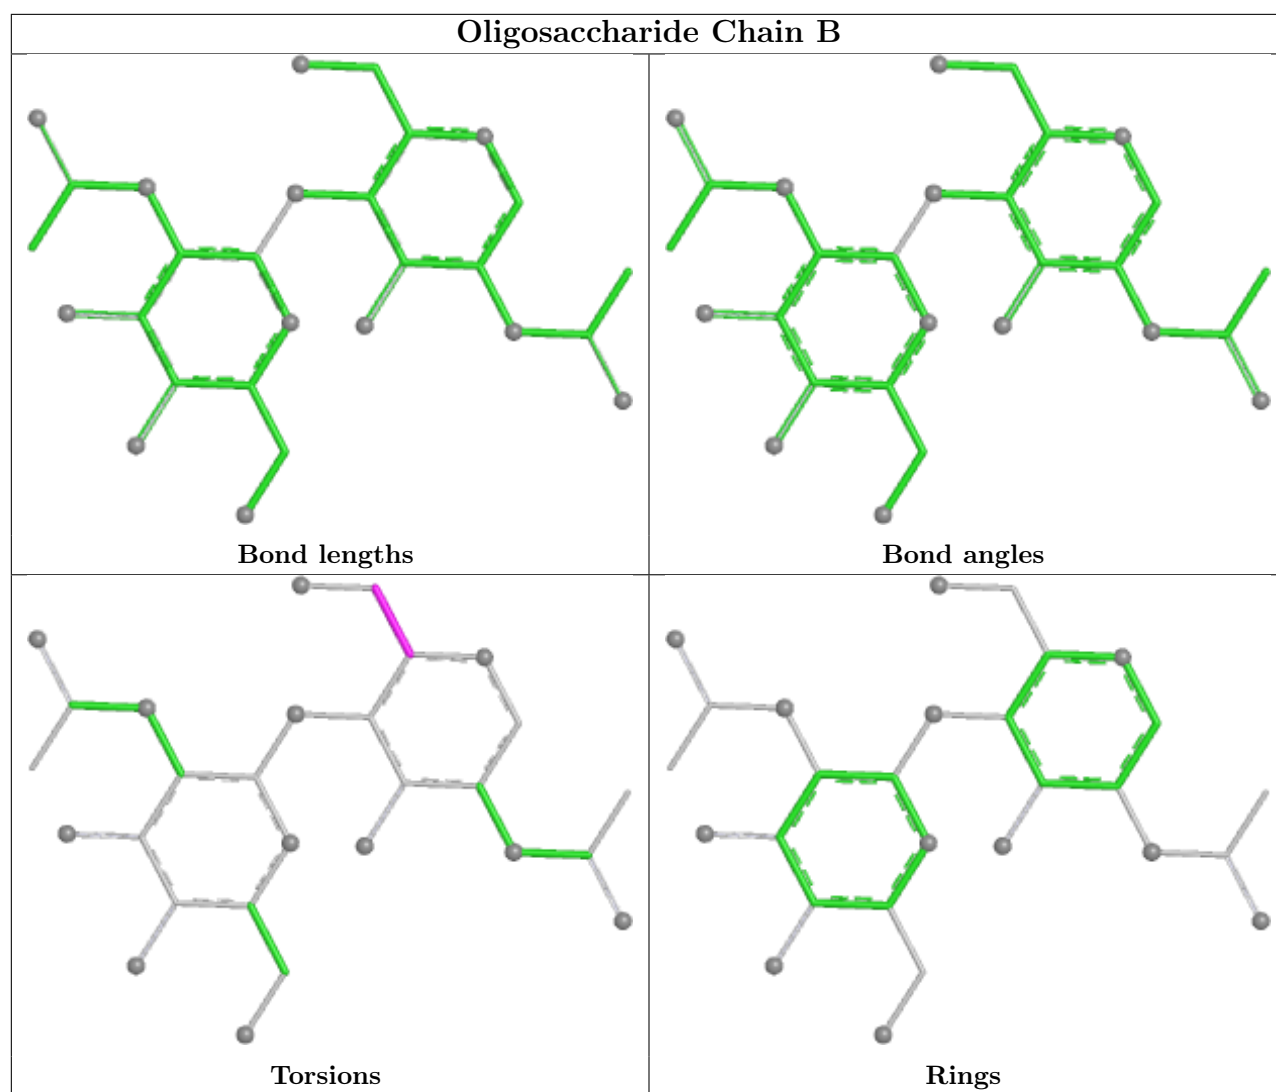 Oligosaccharide Chain B
Bond lengths
Bond angles
Torsions
Rings